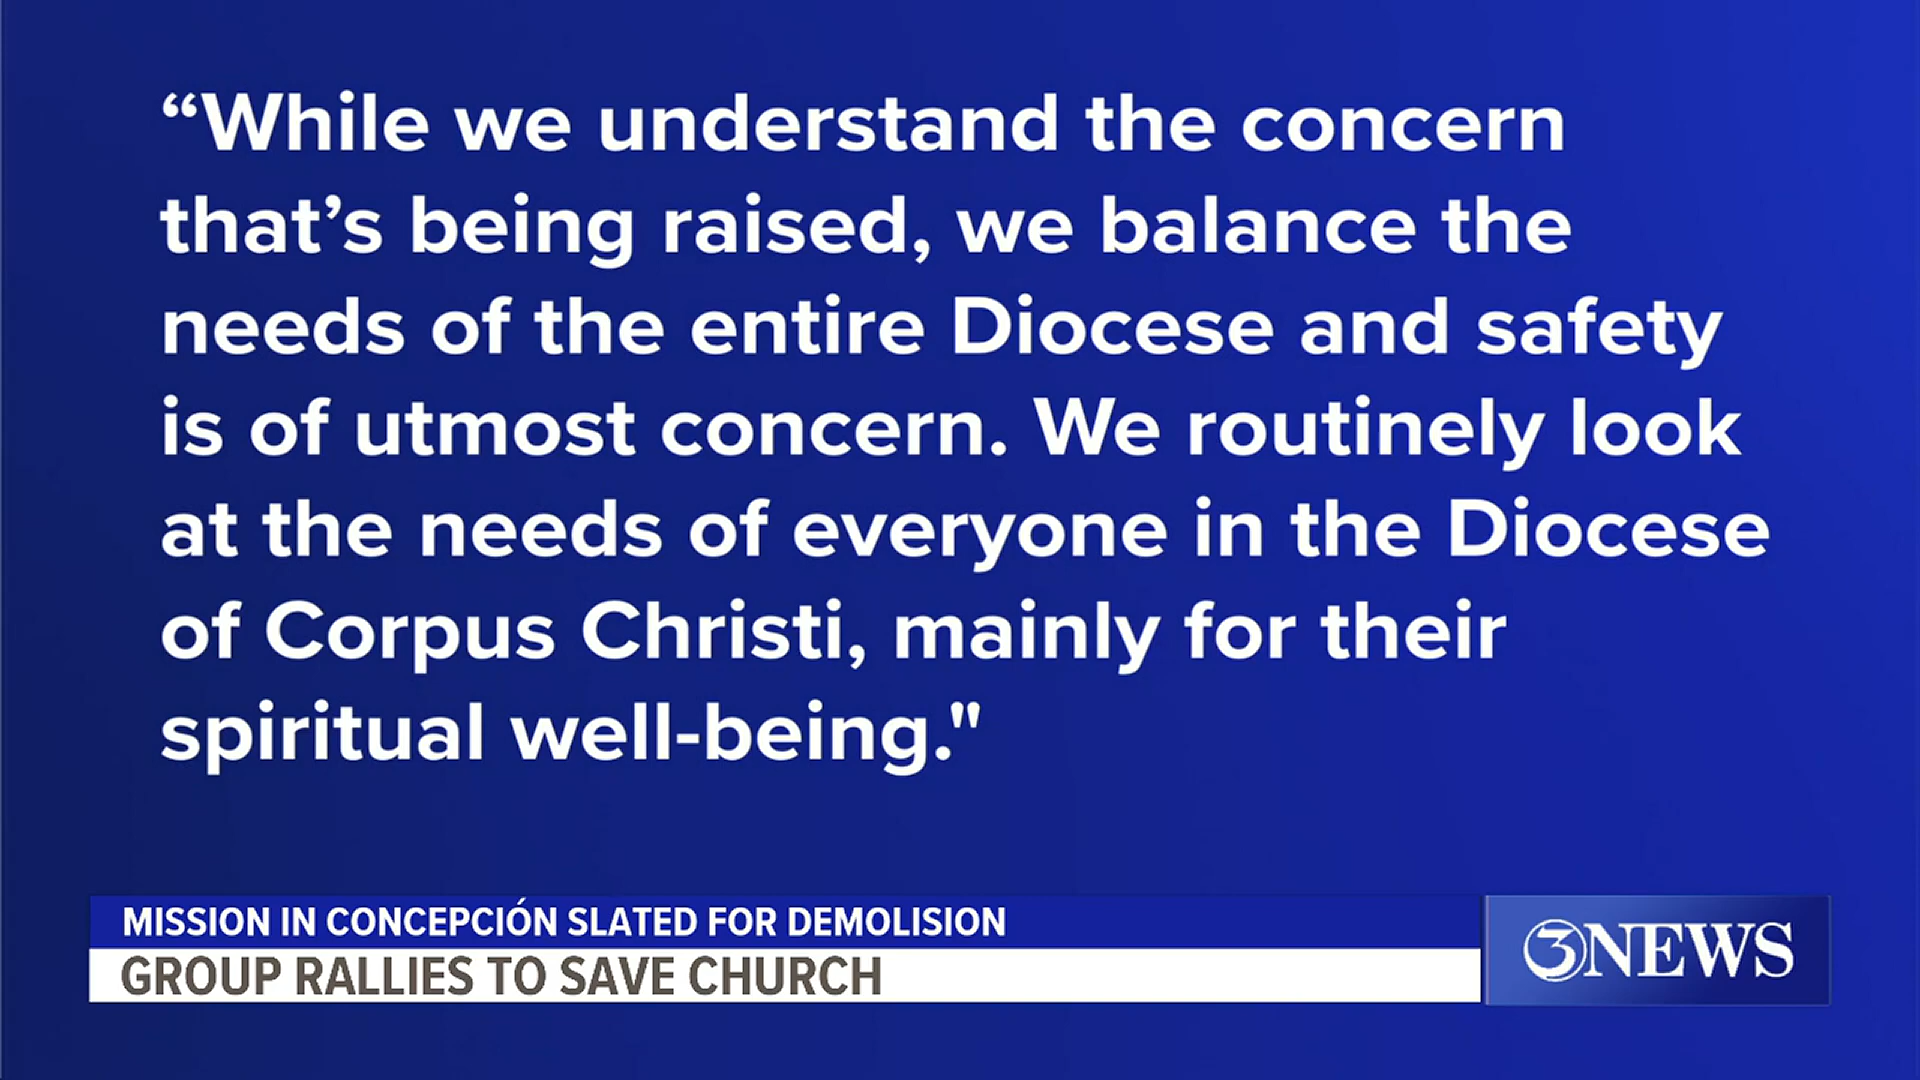 “While we understand the concern
that’s being raised, we balance the
needs of the entire Diocese and safety
is of utmost concern. We routinely look
at the needs of everyone in the Diocese
of Corpus Christi, mainly for their
spiritual well-being."
MISSION IN CONCEPCIÓN SLATED FOR DEMOLISION
GROUP RALLIES TO SAVE CHURCH
3NEWS